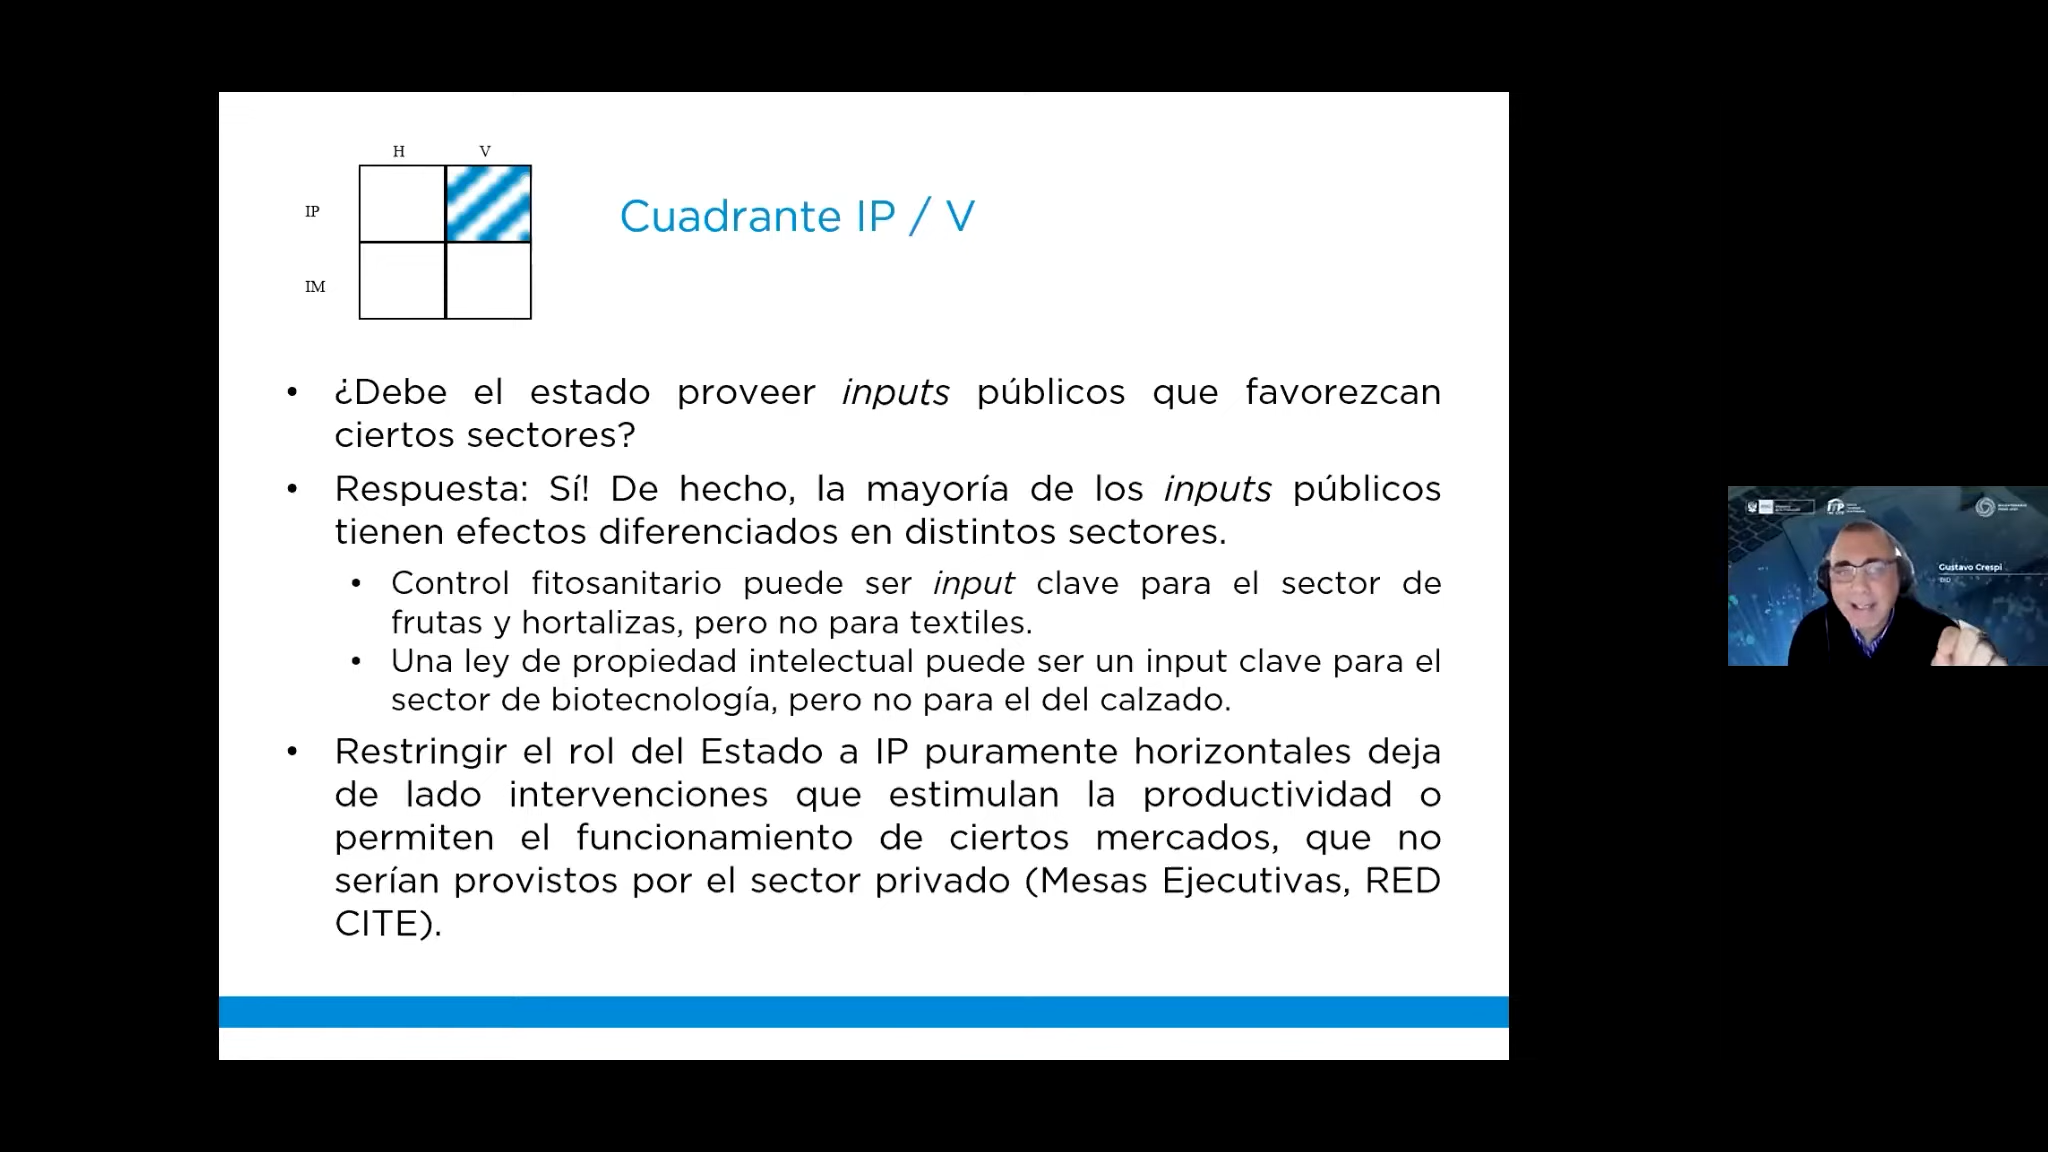 H V
IP
IM
Cuadrante IP / V
• ¿Debe el estado proveer inputs públicos que favorezcan
ciertos sectores?
• Respuesta: Sí! De hecho, la mayoría de los inputs públicos
tienen efectos diferenciados en distintos sectores.
• Control fitosanitario puede ser input clave para el sector de
frutas y hortalizas, pero no para textiles.
• Una ley de propiedad intelectual puede ser un input clave para el
sector de biotecnología, pero no para el del calzado.
• Restringir el rol del Estado a IP puramente horizontales deja
de lado intervenciones que estimulan la productividad o
permiten el funcionamiento de ciertos mercados, que no
serían provistos por el sector privado (Mesas Ejecutivas, RED
CITE).
Gustavo Crespi
BID